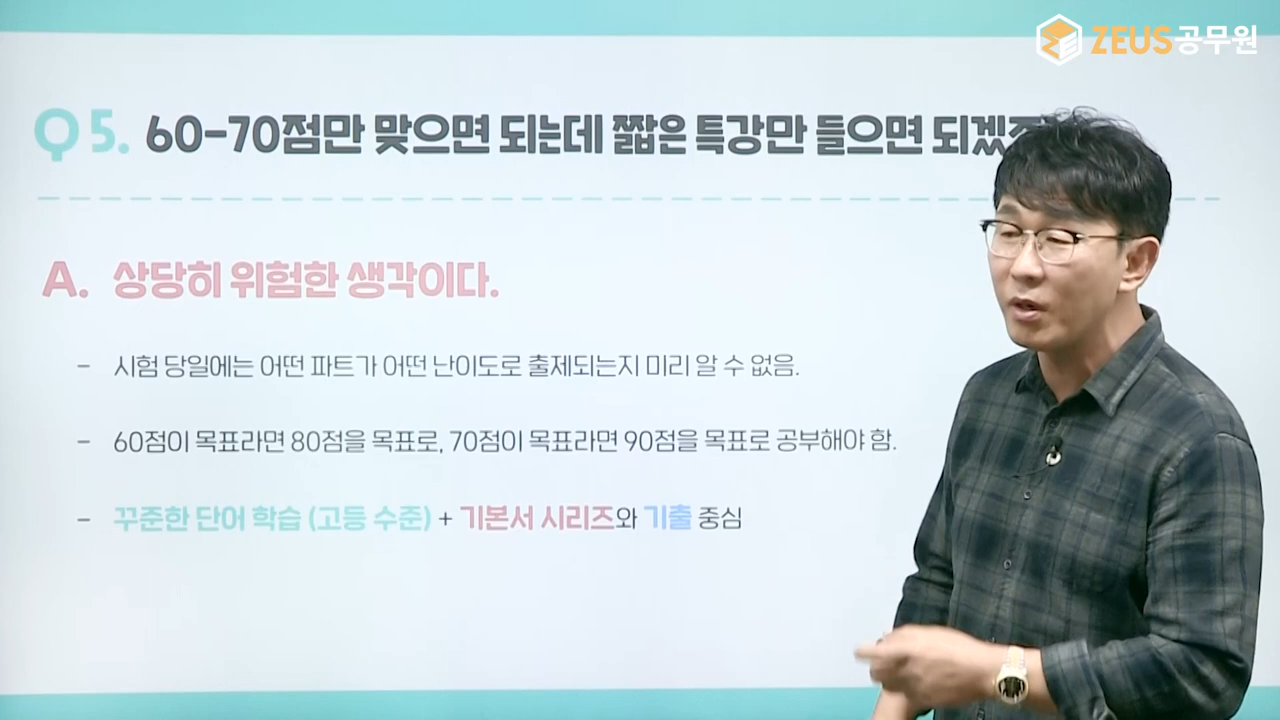 ZEUS공무원
Q 5. 60-70점만 맞으면 되는데 짧은 특강만 들으면
A. 상당히 위험한 생각이다.
- 시험 당일에는 어떤 파트가 어떤 난이도로 출제되는지 미리 알 수 없음.
- 60점이 목표라면 80점을 목표로, 70점이 목표라면 90점을 목표로 공부해야 함.
- 꾸준한 단어 학습 (고등 수준) + 기본서 시리즈와 기출 중심